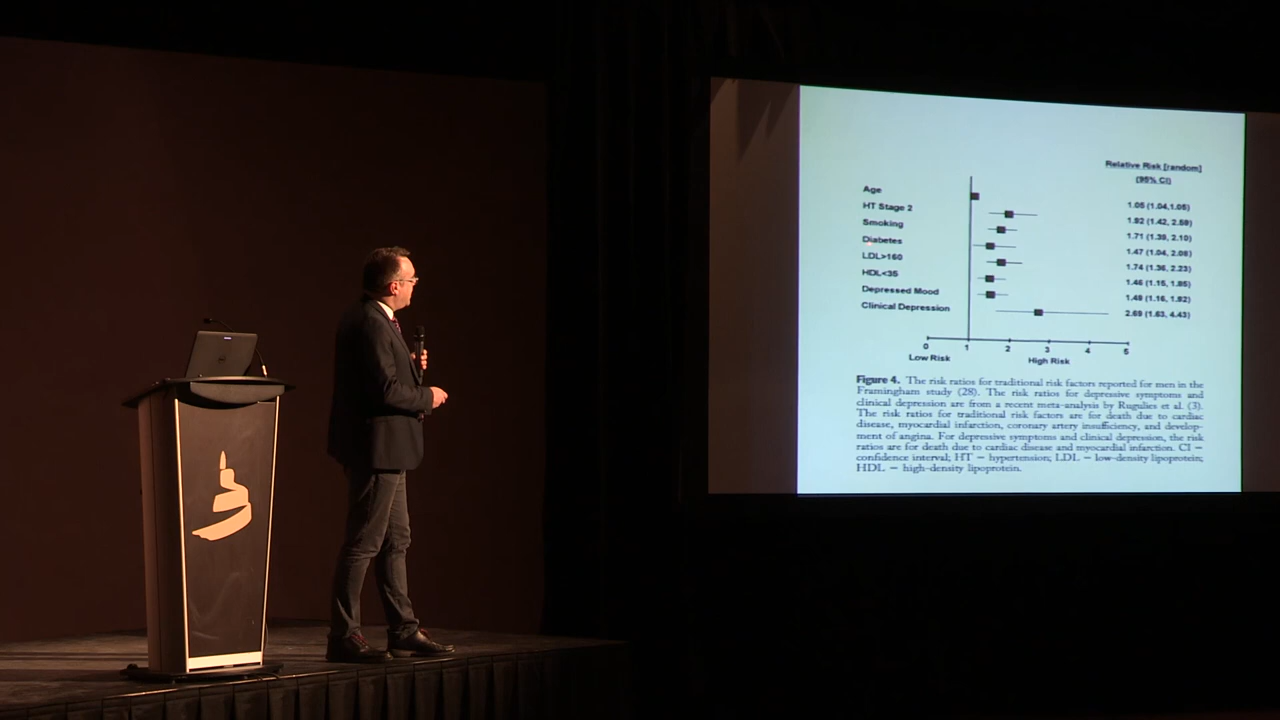 Relative Risk [random]
(95% CI)
Age 1.05 (1.04,1.05)
HT Stage 2 1.92 (1.42, 2.59)
Smoking 1.71 (1.39, 2.10)
Diabetes 1.47 (1.04, 2.08)
LDL>160 1.74 (1.36, 2.23)
HDL<35 1.46 (1.15, 1.85)
Depressed Mood 1.49 (1.16, 1.92)
Clinical Depression 2.69 (1.63, 4.43)
0 1 2 3 4 5
Low Risk High Risk
Figure 4. The risk ratios for traditional risk factors reported for men in the
Framingham study (28). The risk ratios for depressive symptoms and
clinical depression are from a recent meta-analysis by Rugulies et al. (3).
The risk ratios for traditional risk factors are for death due to cardiac
disease, myocardial infarction, coronary artery insufficiency, and develop-
ment of angina. For depressive symptoms and clinical depression, the risk
ratios are for death due to cardiac disease and myocardial infarction. CI =
confidence interval; HT = hypertension; LDL = low-density lipoprotein;
HDL = high-density lipoprotein.